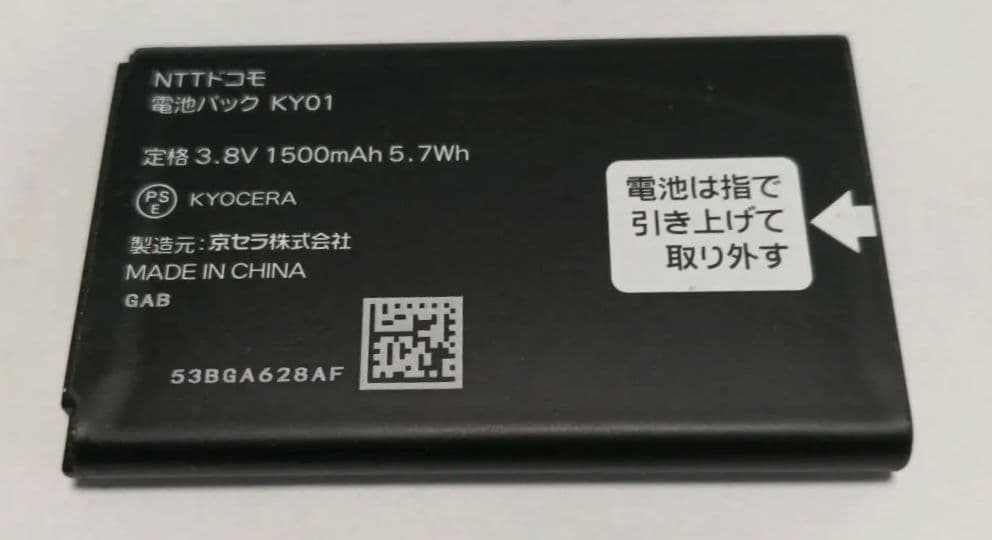 NTTドコモ
電池パック KY01
定格 3.8V 1500mAh 5.7Wh
PS
E
KYOCERA
製造元:京セラ株式会社
MADE IN CHINA
GAB
53BGA628AF
電池は指で
引き上げて
取り外す